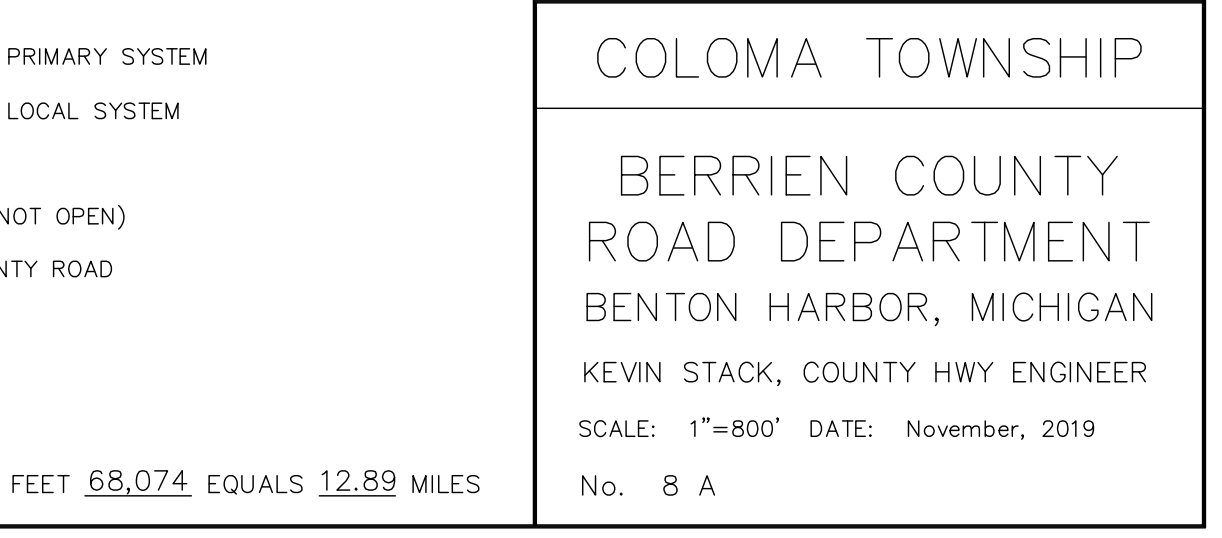 PRIMARY SYSTEM
LOCAL SYSTEM
NOT OPEN)
ROAD
FEET 68,074 EQUALS 12.89 MILES
COLOMA TOWNSHIP
BERRIEN COUNTY
ROAD DEPARTMENT
BENTON HARBOR, MICHIGAN
KEVIN STACK, COUNTY HWY ENGINEER
SCALE: 1"=800' DATE: November, 2019
No. 8 A